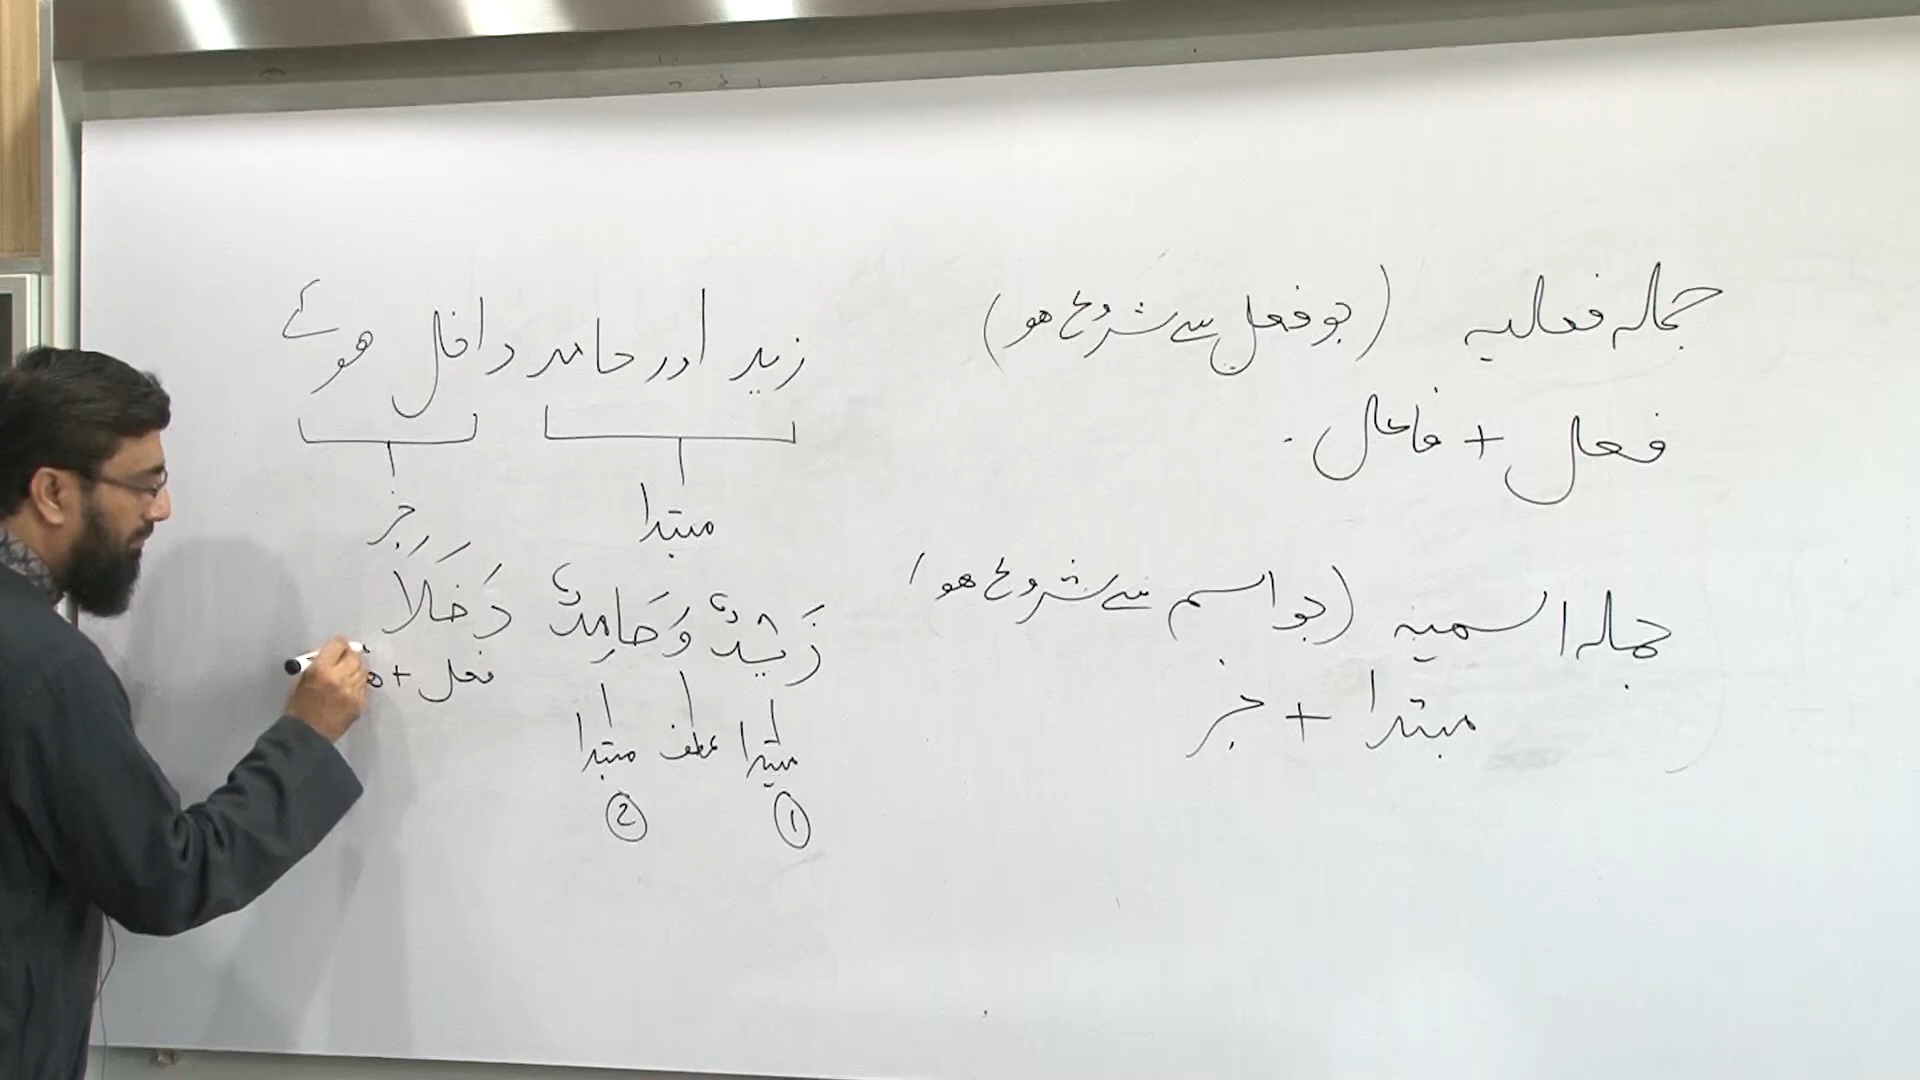 جملہ فعلیہ (جو فعل سے شروع ہو)
فعل + فاعل
جملہ اسمیہ (جو اسم سے شروع ہو)
مبتدا + خبر
زید اور حامد داخل ہوئے
مبتدا خبر
زَیْدٌ وَ حَامِدٌ دَخَلَا
فعل +
مبتدا عطف مبتدا
1 2